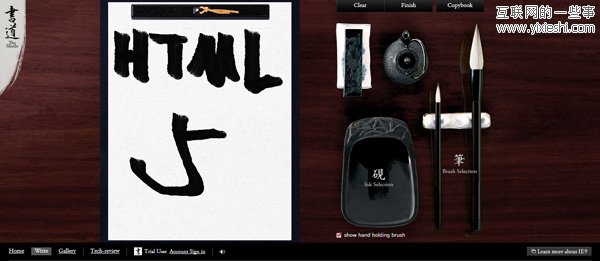 書道
The
Shodo
HTML
5
Clear
Finish
Copybook
互联网的一些事
www.yixieshi.com
硯
Ink Selection
筆
Brush Selection
show hand holding brush
Home
Write
Gallery
Tech-review
Trial User Account Sign in
Learn more about IE9